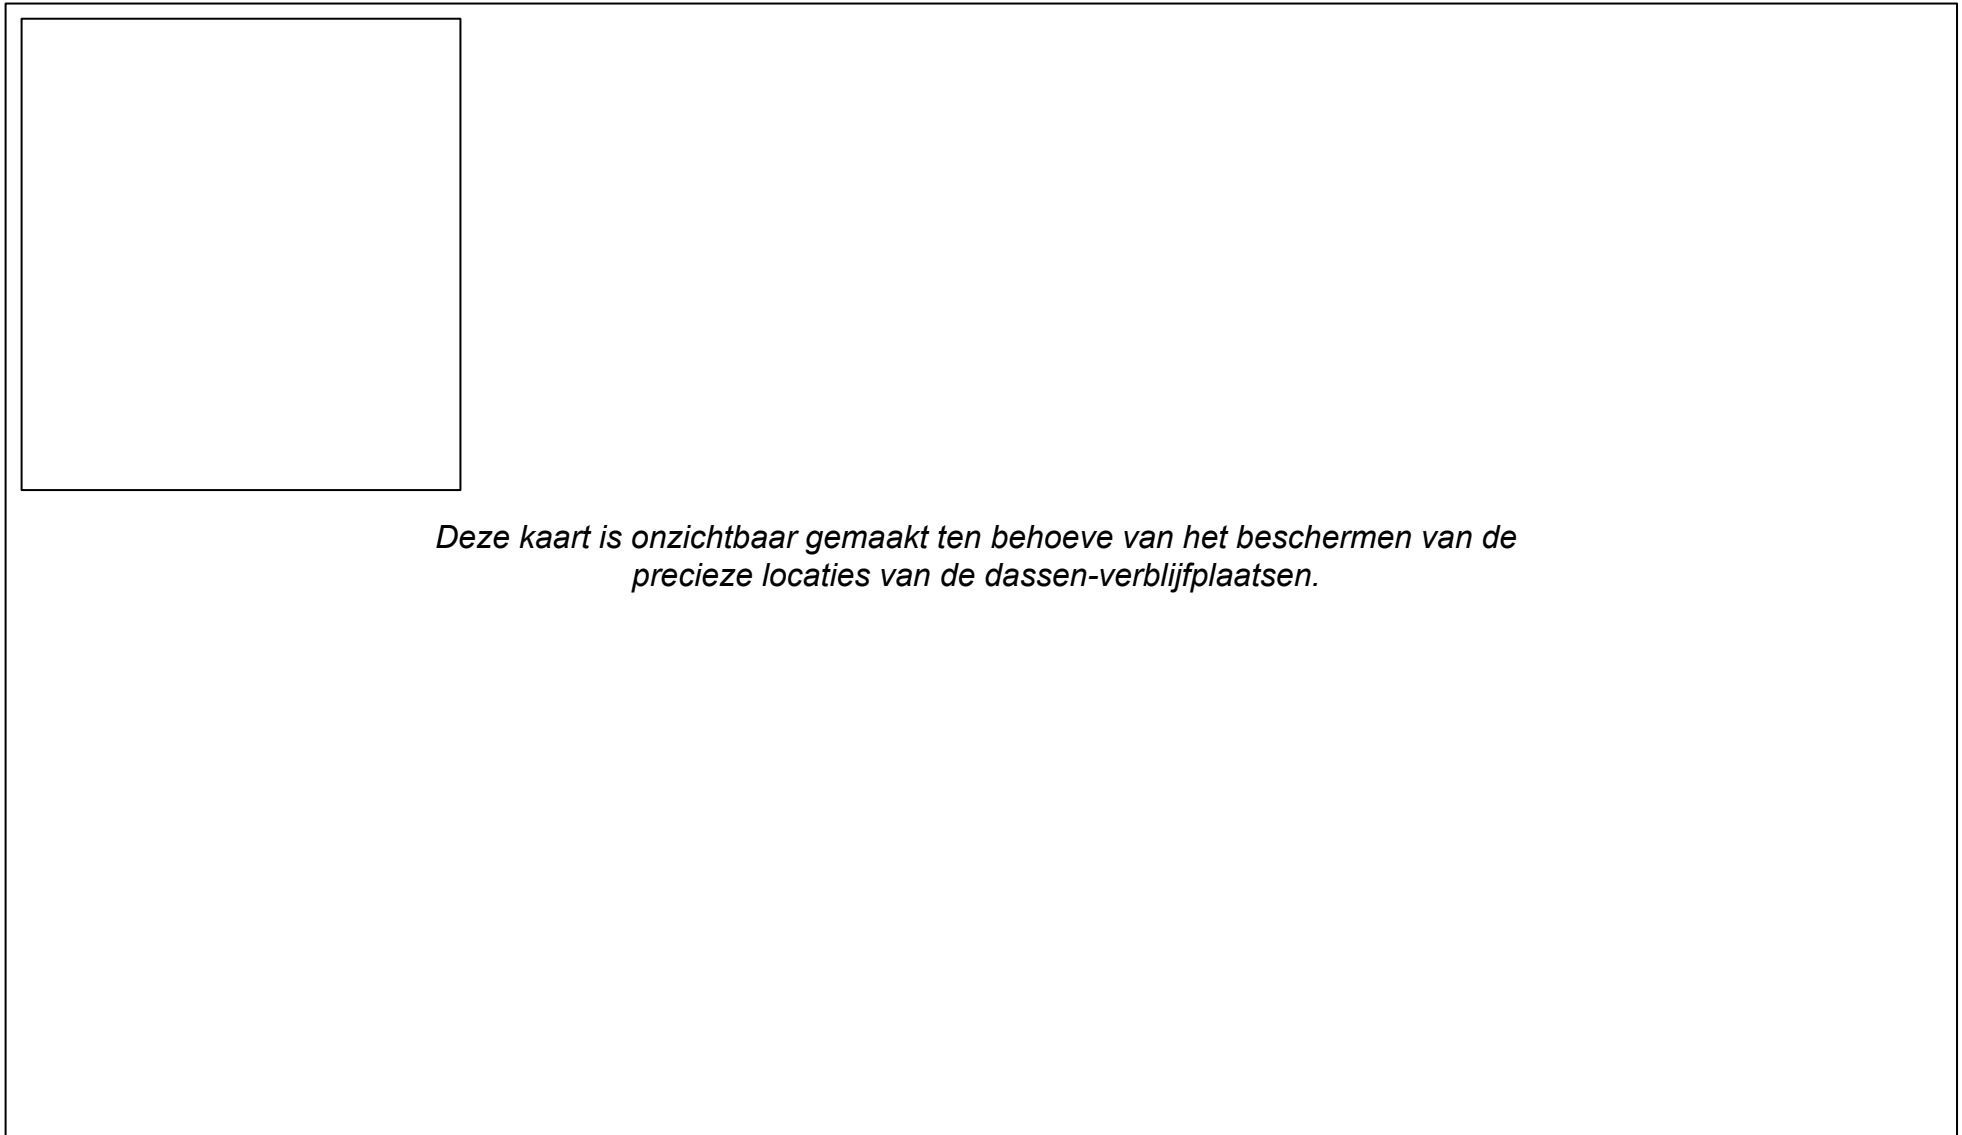 Deze kaart is onzichtbaar gemaakt ten behoeve van het beschermen van de
precieze locaties van de dassen-verblijfplaatsen.